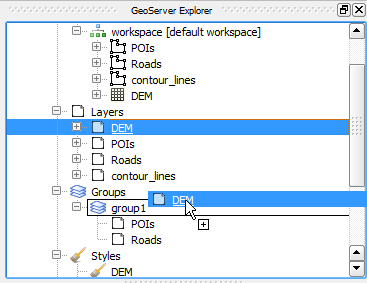 GeoServer Explorer
workspace [default workspace]
POIs
Roads
contour_lines
DEM
Layers
DEM
POIs
Roads
contour_lines
Groups
DEM
group1
POIs
Roads
Styles
DEM